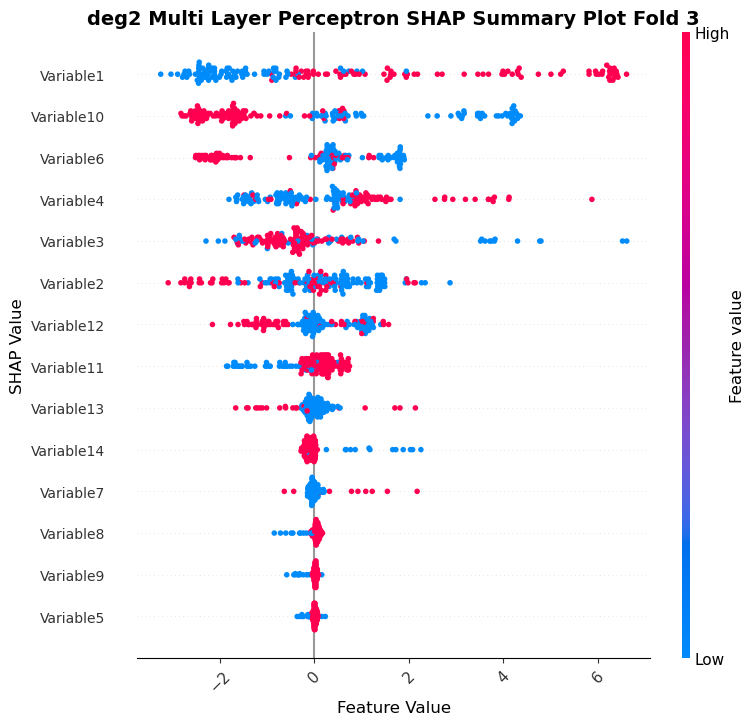 deg2 Multi Layer Perceptron SHAP Summary Plot Fold 3
High
Variable1
Variable10
Variable6
Variable4
Variable3
Variable2
Variable12
Variable11
Variable13
Variable14
Variable7
Variable8
Variable9
Variable5
SHAP Value
Feature value
Low
−2
0
2
4
6
Feature Value